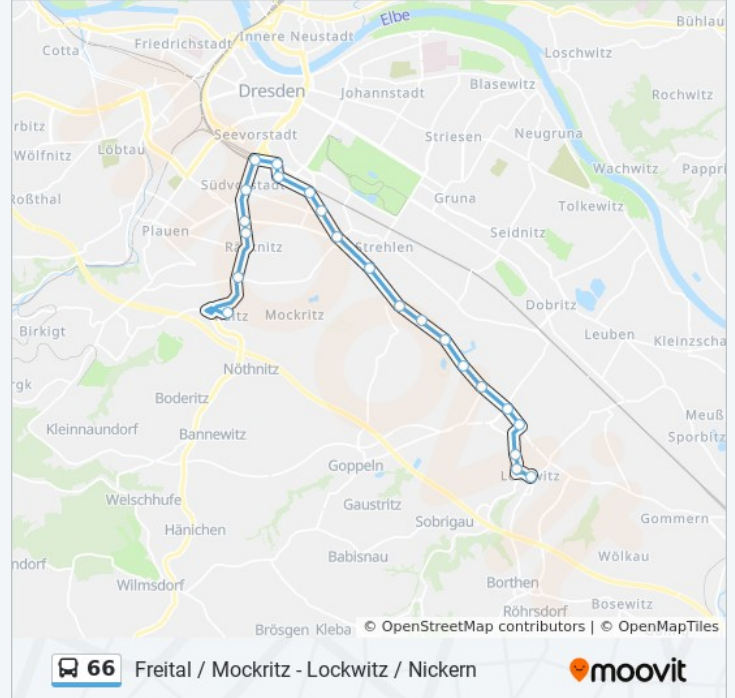 Elbe
Bühlau
Innere Neustadt
Friedrichstadt
Cotta
Loschwitz
Dresden
Johannstadt
Blasewitz
Rochwitz
rbitz
Seevorstadt
Striesen
Neugruna
Löbtau
Wölfnitz
Wachwitz
Pappri
Roßthal
Südvorstadt
Gruna
Tolkewitz
Plauen
Seidnitz
Räcknitz
Strehlen
Dobritz
Birkigt
itz
Mockritz
Leuben
Kleinzscha
Nöthnitz
rgk
Boderitz
Meuß
Kleinnaundorf
Bannewitz
Sporbitz
Goppeln
Lockwitz
Welschhufe
Gaustritz
Sobrigau
Gommern
Hänichen
Babisnau
Wölkau
ndorf
Wilmsdorf
Borthen
Röhrsdorf
Bosewitz
Brösgen
Kleba
© OpenStreetMap contributors | © OpenMapTiles
66 Freital / Mockritz - Lockwitz / Nickern
moovit